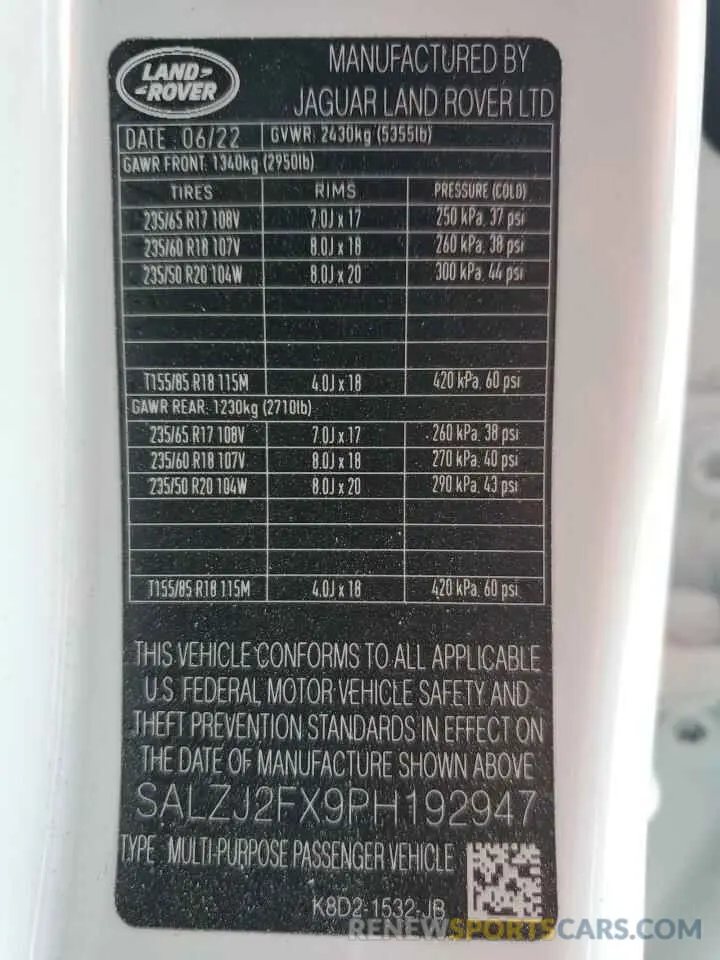 LAND-
-ROVER
MANUFACTURED BY
JAGUAR LAND ROVER LTD
DATE 06/22 GVWR: 2430kg (5355lb)
GAWR FRONT: 1340kg (2950lb)
TIRES RIMS PRESSURE (COLD)
235/65 R17 108V 7.0J x 17 250 kPa, 37 psi
235/60 R18 107V 8.0J x 18 260 kPa, 38 psi
235/50 R20 104W 8.0J x 20 300 kPa, 44 psi
T155/85 R18 115M 4.0J x 18 420 kPa, 60 psi
GAWR REAR: 1230kg (2710lb)
235/65 R17 108V 7.0J x 17 260 kPa, 38 psi
235/60 R18 107V 8.0J x 18 270 kPa, 40 psi
235/50 R20 104W 8.0J x 20 290 kPa, 43 psi
T155/85 R18 115M 4.0J x 18 420 kPa, 60 psi
THIS VEHICLE CONFORMS TO ALL APPLICABLE
U.S. FEDERAL MOTOR VEHICLE SAFETY AND
THEFT PREVENTION STANDARDS IN EFFECT ON
THE DATE OF MANUFACTURE SHOWN ABOVE
SALZJ2FX9PH192947
TYPE MULTI-PURPOSE PASSENGER VEHICLE
K8D2-1532-JB
RENEWSPORTSCARS.COM